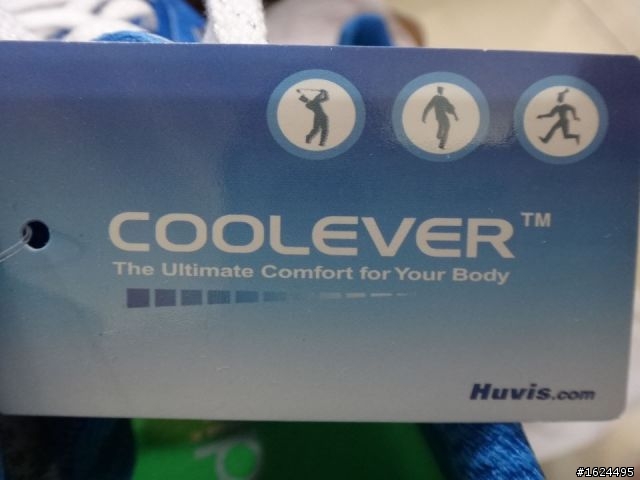 COOLEVER™
The Ultimate Comfort for Your Body
Huvis.com
#1624495